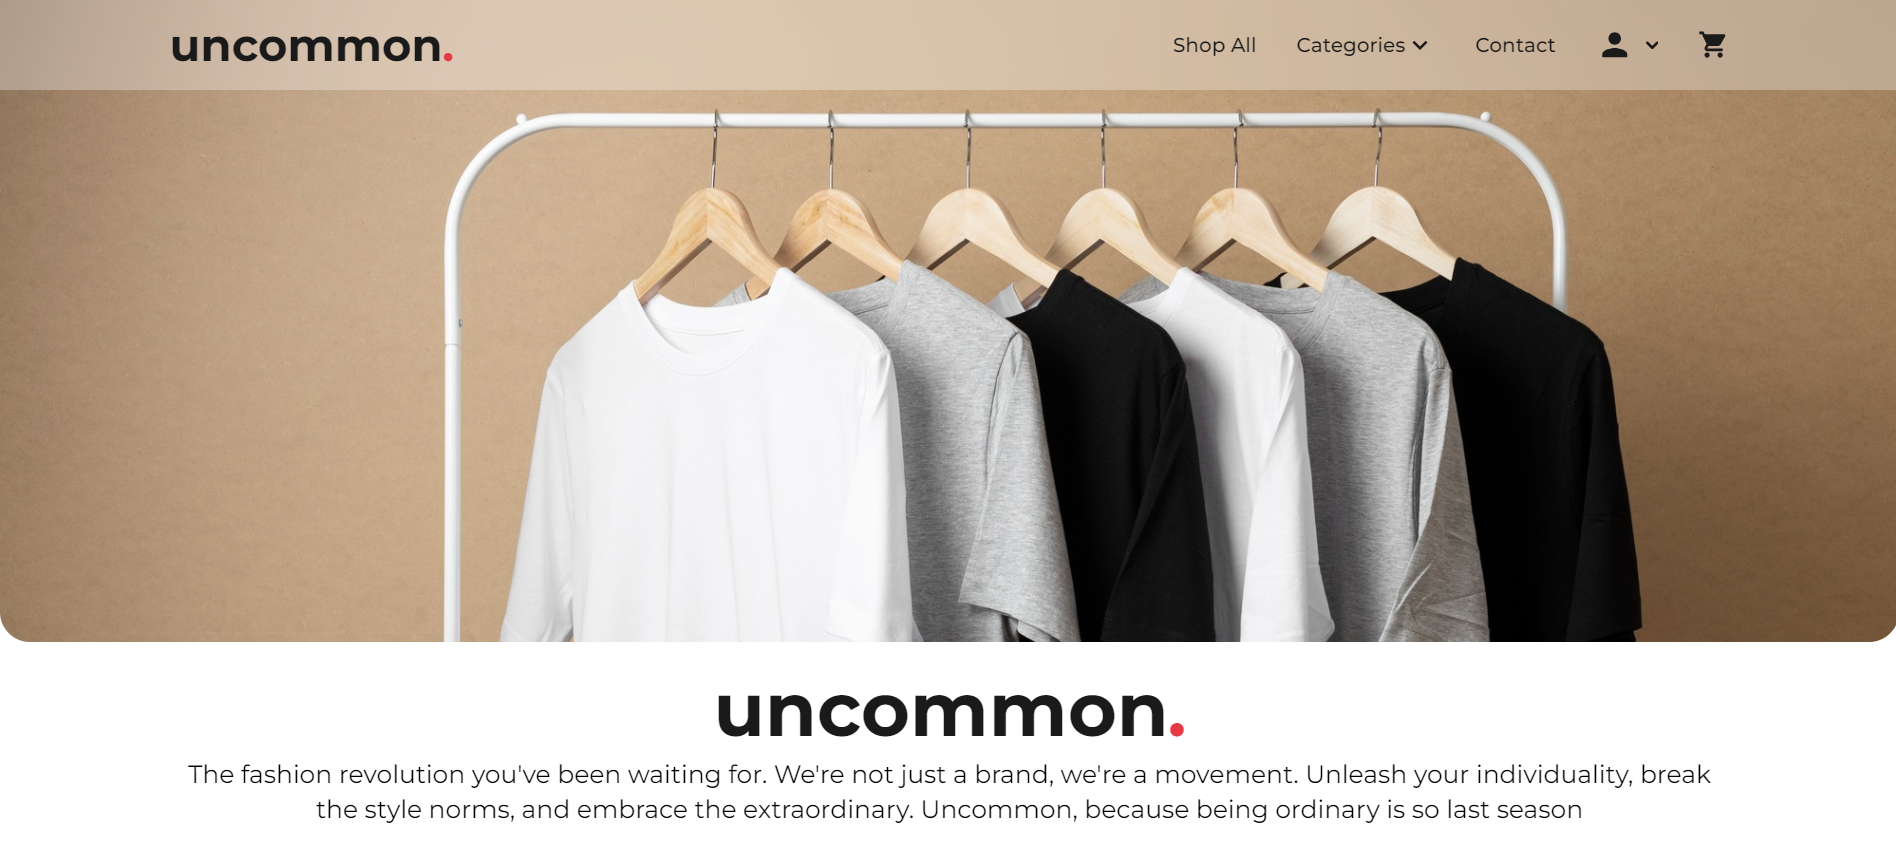 uncommon.
Shop All Categories Contact
uncommon.
The fashion revolution you've been waiting for. We're not just a brand, we're a movement. Unleash your individuality, break
the style norms, and embrace the extraordinary. Uncommon, because being ordinary is so last season